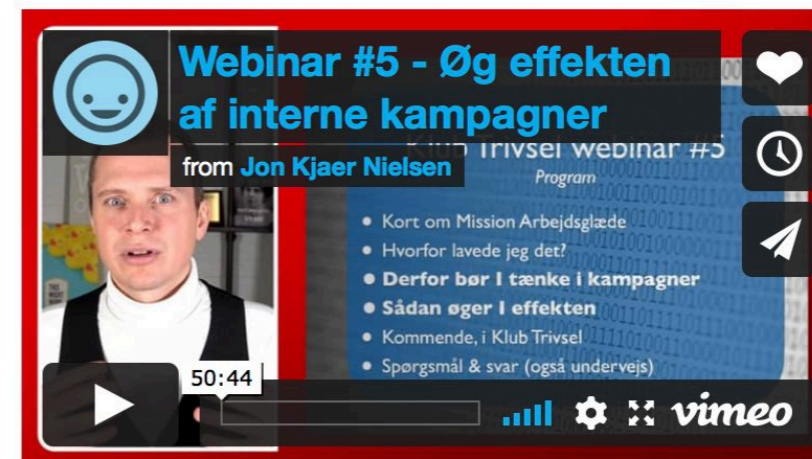 Webinar #5 - Øg effekten
af interne kampagner
from Jon Kjaer Nielsen
Klub Trivsel Webinar #5
Program
• Kort om Mission Arbejdsglæde
• Hvorfor lavede jeg det?
• Derfor bør I tænke i kampagner
• Sådan øger I effekten
• Kommende, i Klub Trivsel
• Spørgsmål & svar (også undervejs)
50:44
vimeo